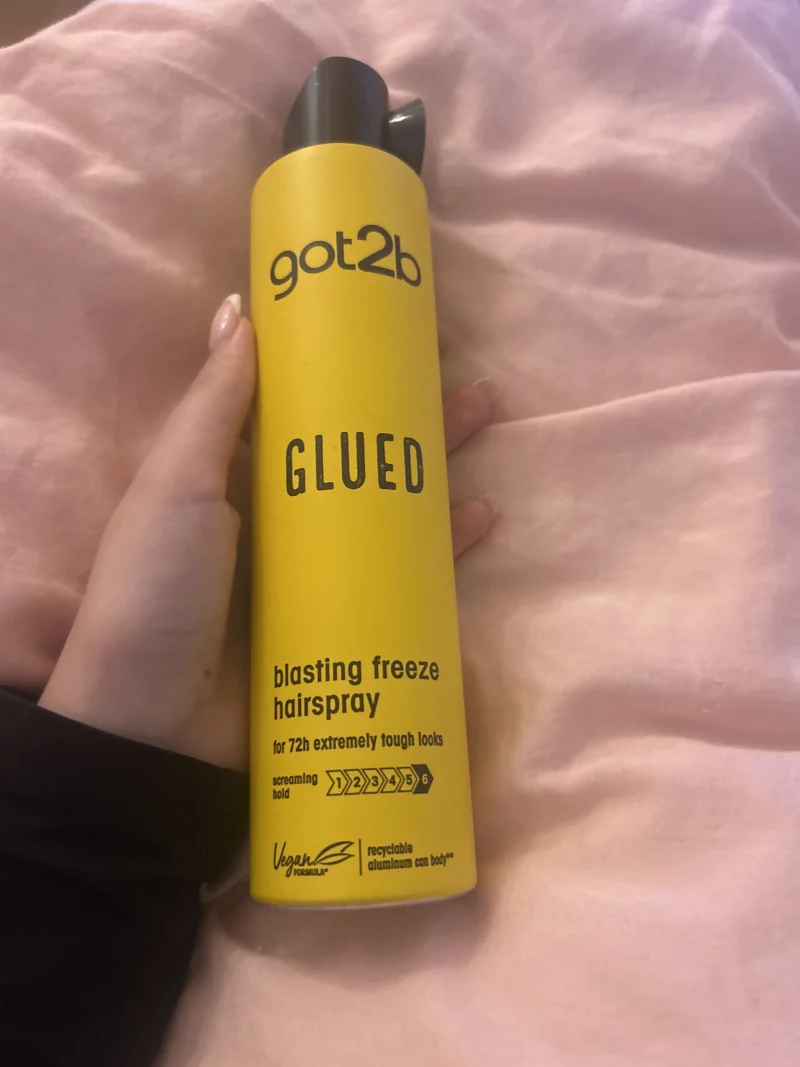 got2b
GLUED
blasting freeze
hairspray
for 72h extremely tough looks
screaming
hold
1 2 3 4 5 6
Vegan
FORMULA*
recyclable
aluminum can body**